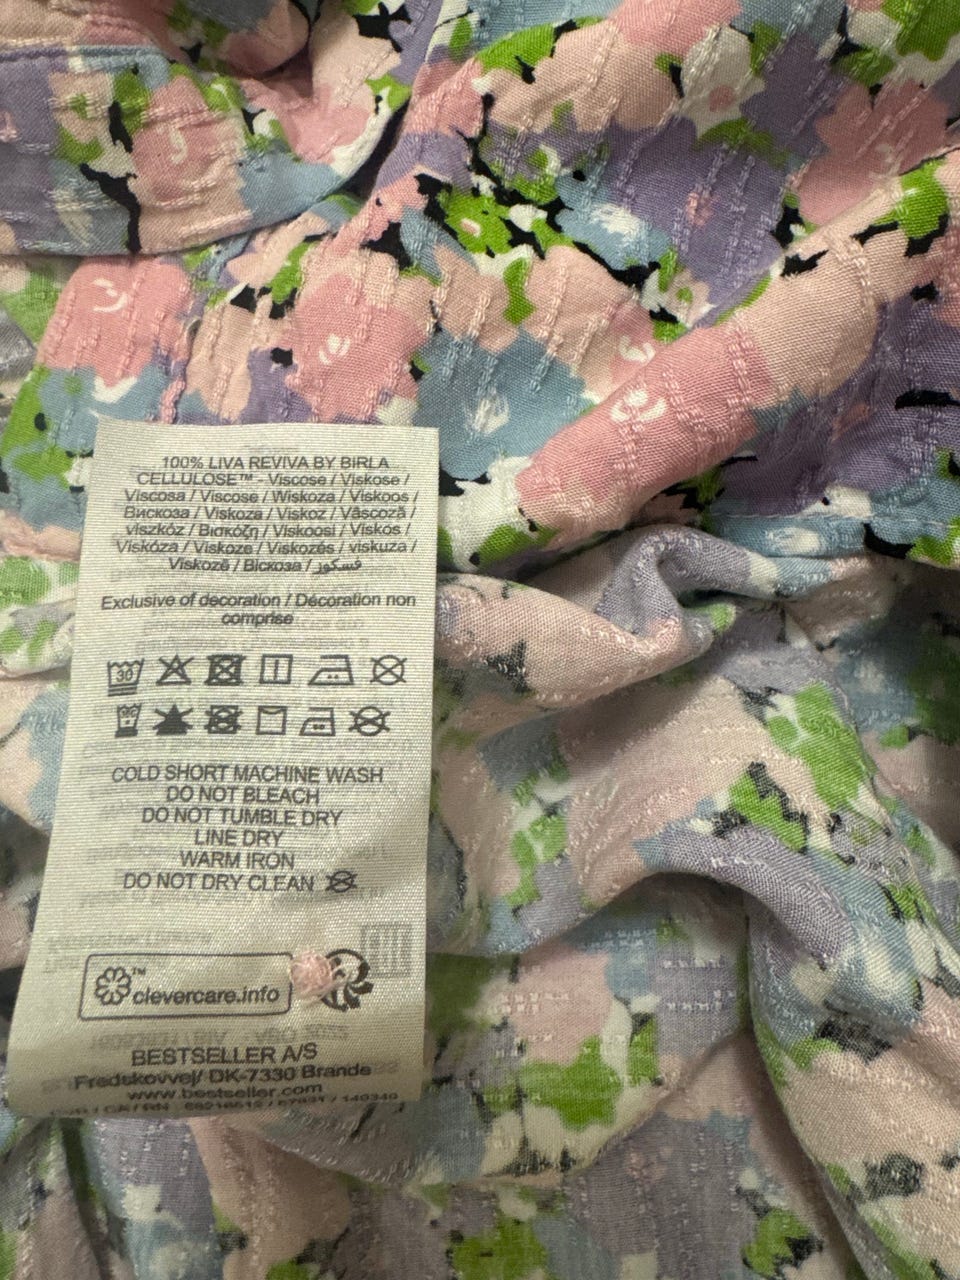 100% LIVA REVIVA BY BIRLA
CELLULOSE™ - Viscose / Viskose /
Viscosa / Viscose / Wiskoza / Viskoos /
Вискоза / Viskoza / Viskoz / Vâscoză /
viszkóz / Βισκόζη / Viskoosi / Viskós /
Viskóza / Viskoze / Viskozės / viskuza /
Viskozë / Віскоза / فسكوز
Exclusive of decoration / Décoration non
comprise
30
COLD SHORT MACHINE WASH
DO NOT BLEACH
DO NOT TUMBLE DRY
LINE DRY
WARM IRON
DO NOT DRY CLEAN
™clevercare.info
BESTSELLER A/S
Fredskovvej/ DK-7330 Brande
www.bestseller.com